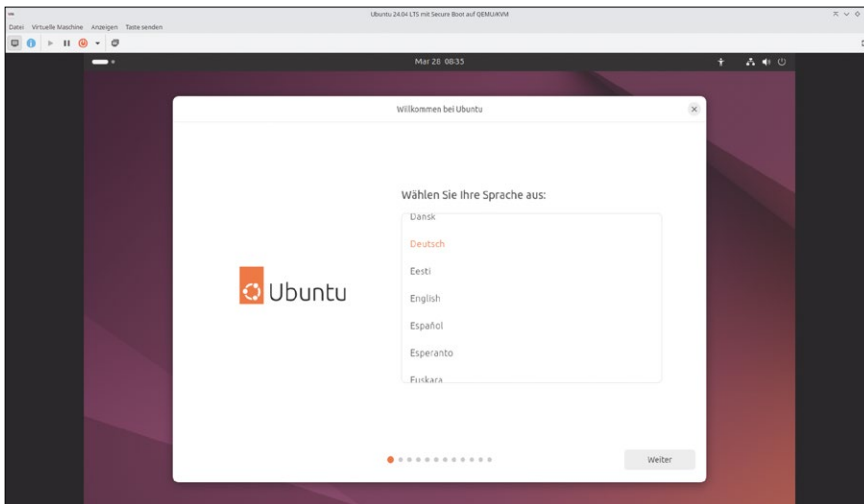 Ubuntu 24.04 LTS mit Secure Boot auf QEMU/KVM
Datei Virtuelle Maschine Anzeigen Taste senden
Mar 28 08:35
Willkommen bei Ubuntu
Wählen Sie Ihre Sprache aus:
Dansk
Deutsch
Eesti
Ubuntu
English
Español
Esperanto
Euskara
Weiter